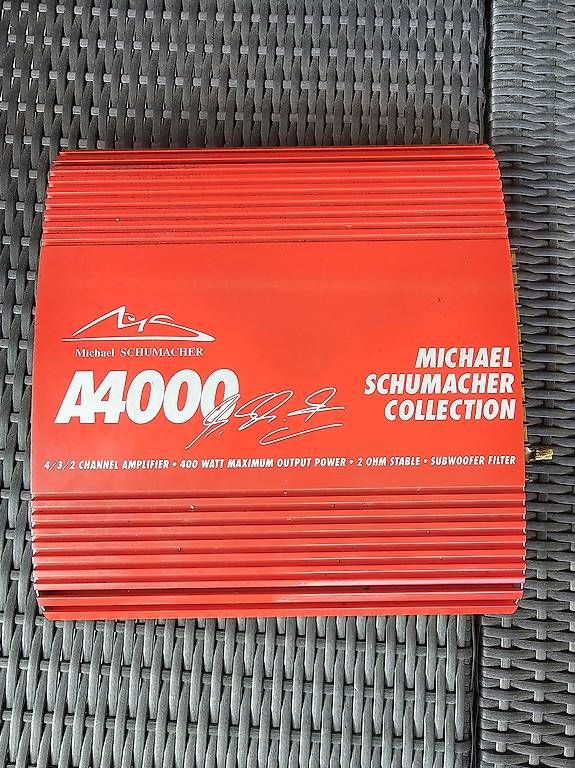 Michael SCHUMACHER
A4000
MICHAEL
SCHUMACHER
COLLECTION
4/3/2 CHANNEL AMPLIFIER • 400 WATT MAXIMUM OUTPUT POWER • 2 OHM STABLE • SUBWOOFER FILTER